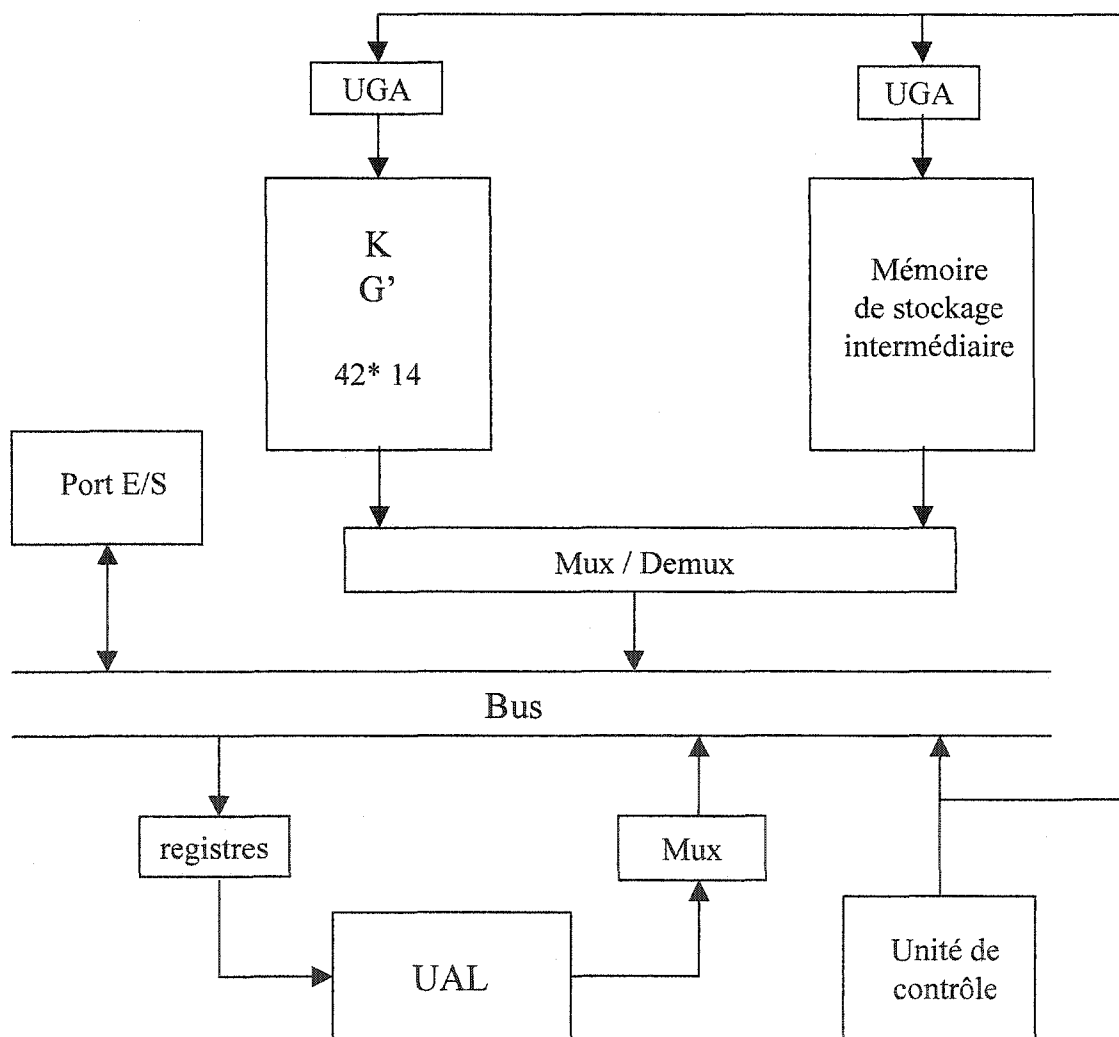 UGA
UGA
K
G’
42* 14
Mémoire
de stockage
intermédiaire
Port E/S
Mux / Demux
Bus
registres
Mux
UAL
Unité de
contrôle